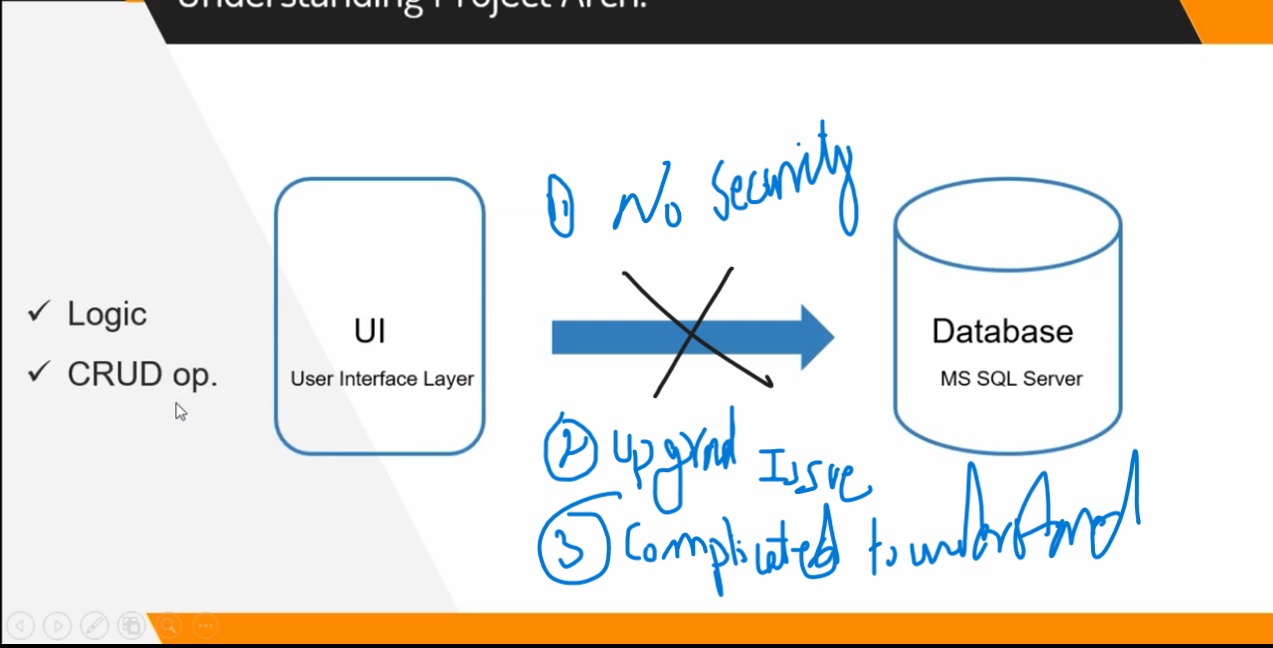 Understanding Project Arch.
① No Security
✓ Logic
✓ CRUD op.
UI
User Interface Layer
Database
MS SQL Server
② upgrad Issue
③ Complicated to understand